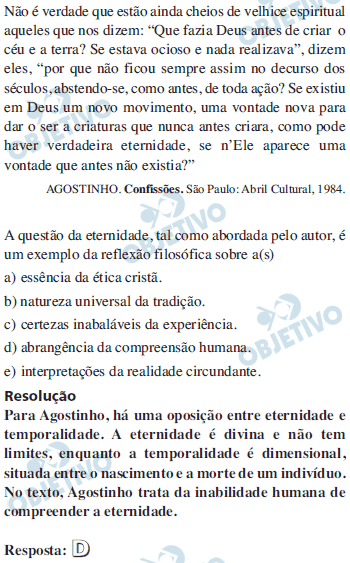 Não é verdade que estão ainda cheios de velhice espiritual
aqueles que nos dizem: “Que fazia Deus antes de criar o
céu e a terra? Se estava ocioso e nada realizava”, dizem
eles, “por que não ficou sempre assim no decurso dos
séculos, abstendo-se, como antes, de toda ação? Se existiu
em Deus um novo movimento, uma vontade nova para
dar o ser a criaturas que nunca antes criara, como pode
haver verdadeira eternidade, se n’Ele aparece uma
vontade que antes não existia?”
AGOSTINHO. Confissões. São Paulo: Abril Cultural, 1984.
A questão da eternidade, tal como abordada pelo autor, é
um exemplo da reflexão filosófica sobre a(s)
a) essência da ética cristã.
b) natureza universal da tradição.
c) certezas inabaláveis da experiência.
d) abrangência da compreensão humana.
e) interpretações da realidade circundante.
Resolução
Para Agostinho, há uma oposição entre eternidade e
temporalidade. A eternidade é divina e não tem
limites, enquanto a temporalidade é dimensional,
situada entre o nascimento e a morte de um indivíduo.
No texto, Agostinho trata da inabilidade humana de
compreender a eternidade.
Resposta: D
OBJETIVO
OBJETIVO
OBJETIVO
OBJETIVO
OBJETIVO